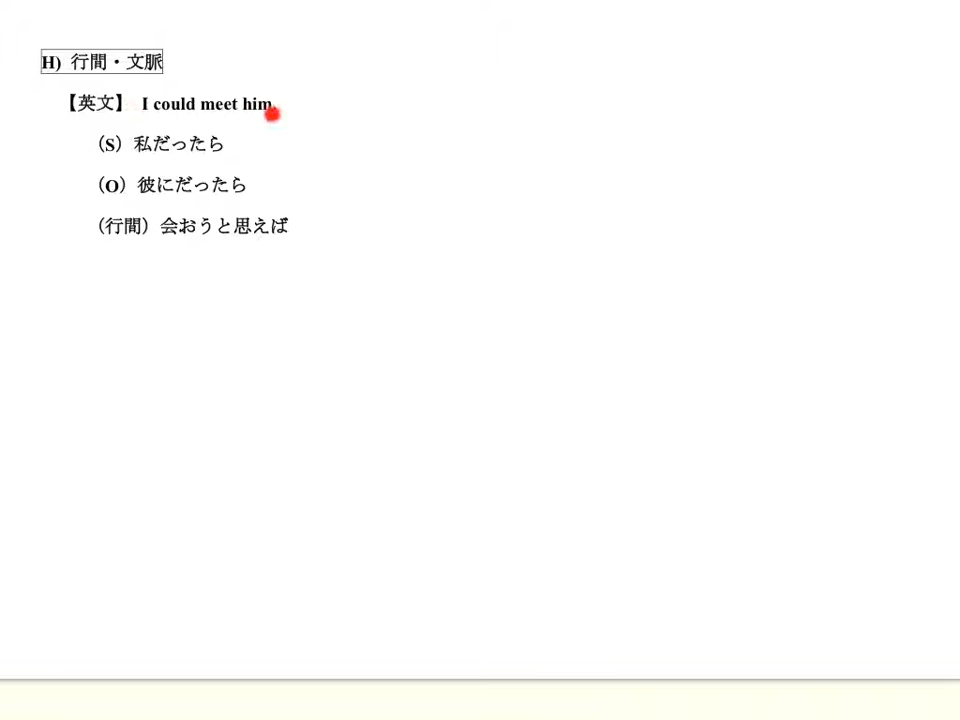 H) 行間・文脈
【英文】 I could meet him.
（S）私だったら
（O）彼にだったら
（行間）会おうと思えば